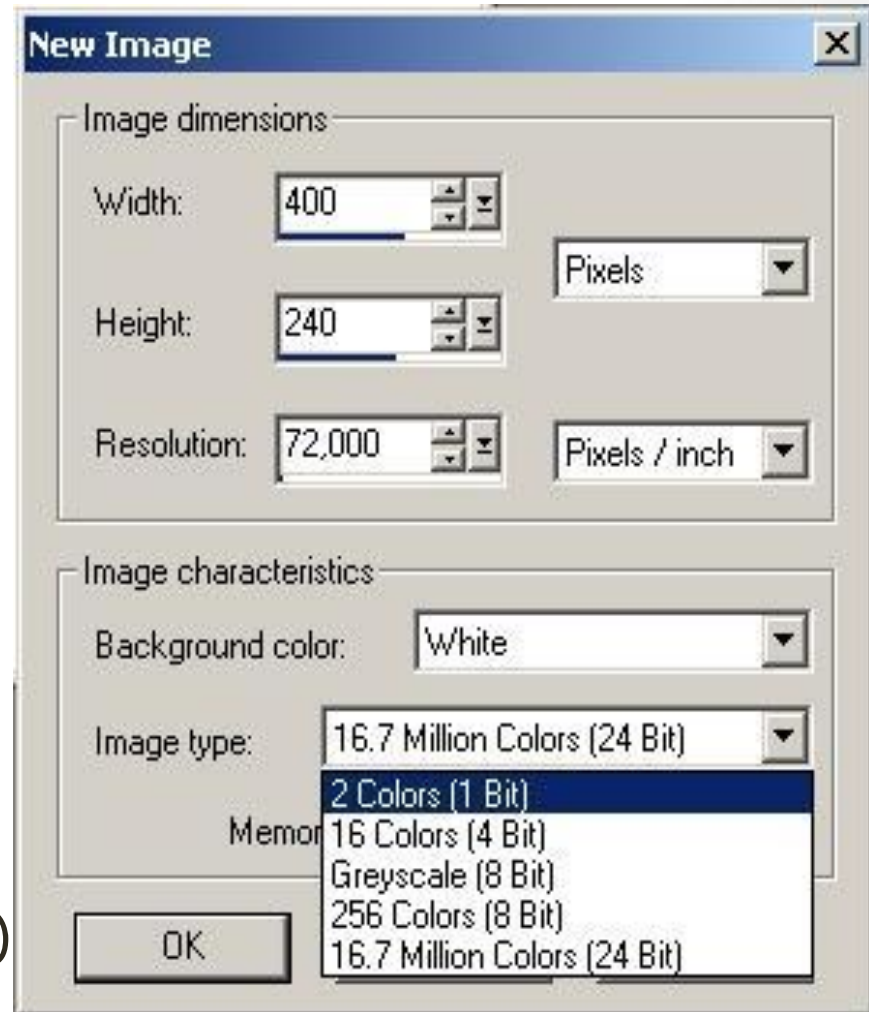 New Image
Image dimensions
Width: 400
Pixels
Height: 240
Resolution: 72,000 Pixels / inch
Image characteristics
Background color: White
Image type: 16.7 Million Colors (24 Bit)
2 Colors (1 Bit)
16 Colors (4 Bit)
Greyscale (8 Bit)
256 Colors (8 Bit)
16.7 Million Colors (24 Bit)
)
OK